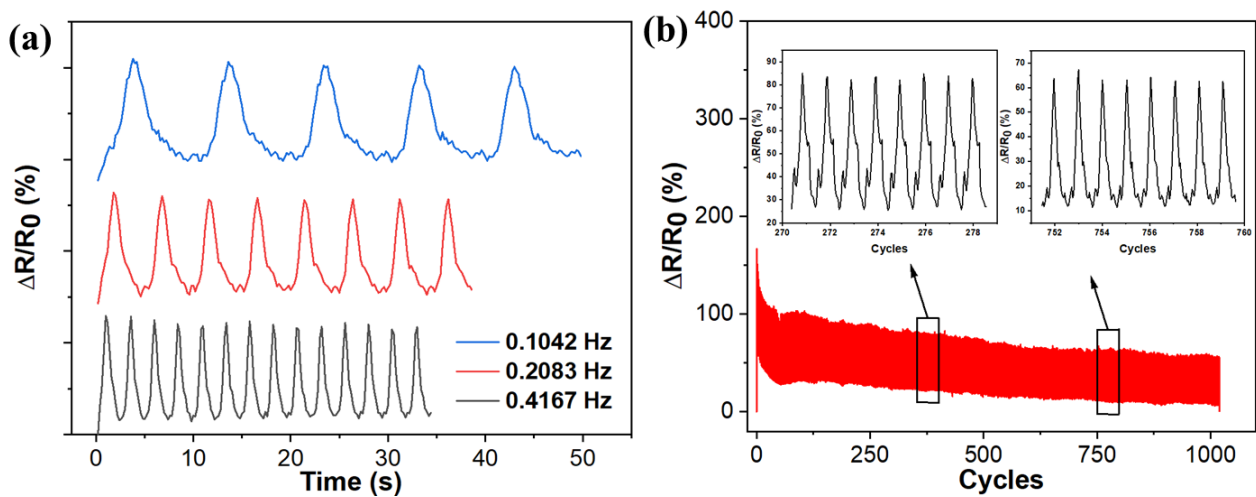 (a)
ΔR/R0 (%)
0.1042 Hz
0.2083 Hz
0.4167 Hz
0 10 20 30 40 50
Time (s)
(b)
ΔR/R0 (%)
400
300
200
100
0
0 250 500 750 1000
Cycles
ΔR/R0 (%)
90
80
70
60
50
40
30
20
270 272 274 276 278
Cycles
ΔR/R0 (%)
70
60
50
40
30
20
10
752 754 756 758 760
Cycles